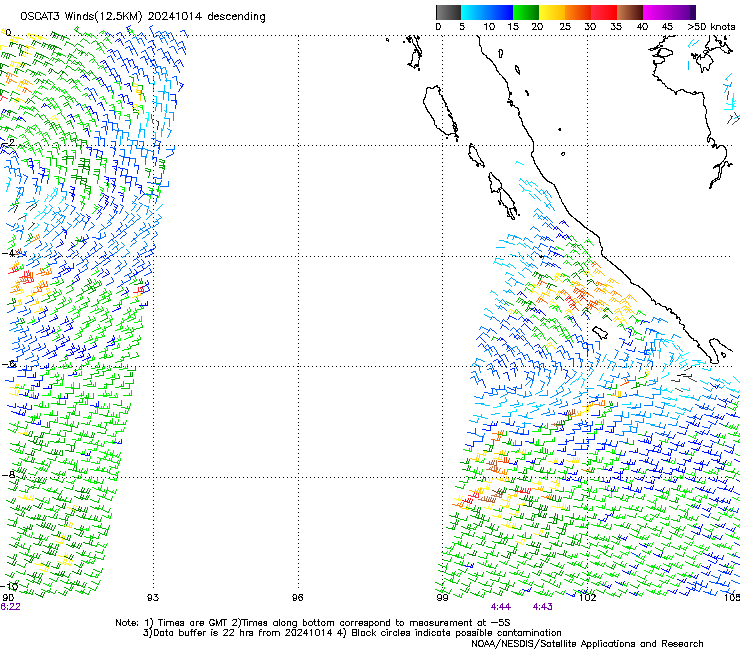 OSCAT3 Winds(12.5KM) 20241014 descending
0 5 10 15 20 25 30 35 40 45 >50 knots
0
-2
-4
-6
-8
-10
90 93 96 99 102 105
6:22 4:44 4:43
Note: 1) Times are GMT 2)Times along bottom correspond to measurement at -5S
3)Data buffer is 22 hrs from 20241014 4) Black circles indicate possible contamination
NOAA/NESDIS/Satellite Applications and Research